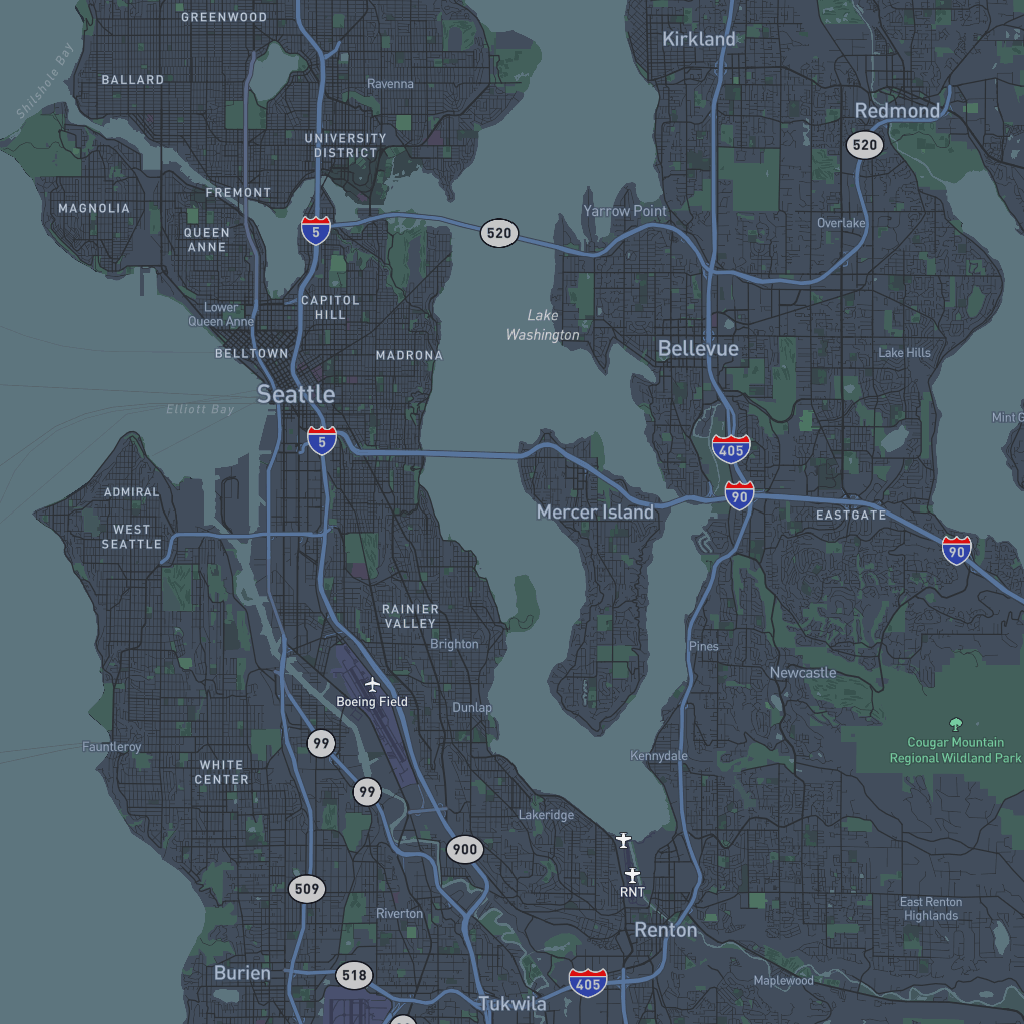 GREENWOOD
Kirkland
Shilshole Bay
BALLARD
Ravenna
Redmond
UNIVERSITY
DISTRICT
520
FREMONT
MAGNOLIA
Yarrow Point
QUEEN
ANNE
5
520
Overlake
CAPITOL
HILL
Lower
Queen Anne
Lake
Washington
BELLTOWN
MADRONA
Bellevue
Lake Hills
Seattle
Elliott Bay
5
405
ADMIRAL
90
Mercer Island
EASTGATE
WEST
SEATTLE
90
RAINIER
VALLEY
Brighton
Pines
Newcastle
Boeing Field
Dunlap
99
Fauntleroy
Kennydale
Cougar Mountain
Regional Wildland Park
WHITE
CENTER
99
Lakeridge
900
509
RNT
Riverton
East Renton
Highlands
Renton
Burien
518
405
Maplewood
Tukwila